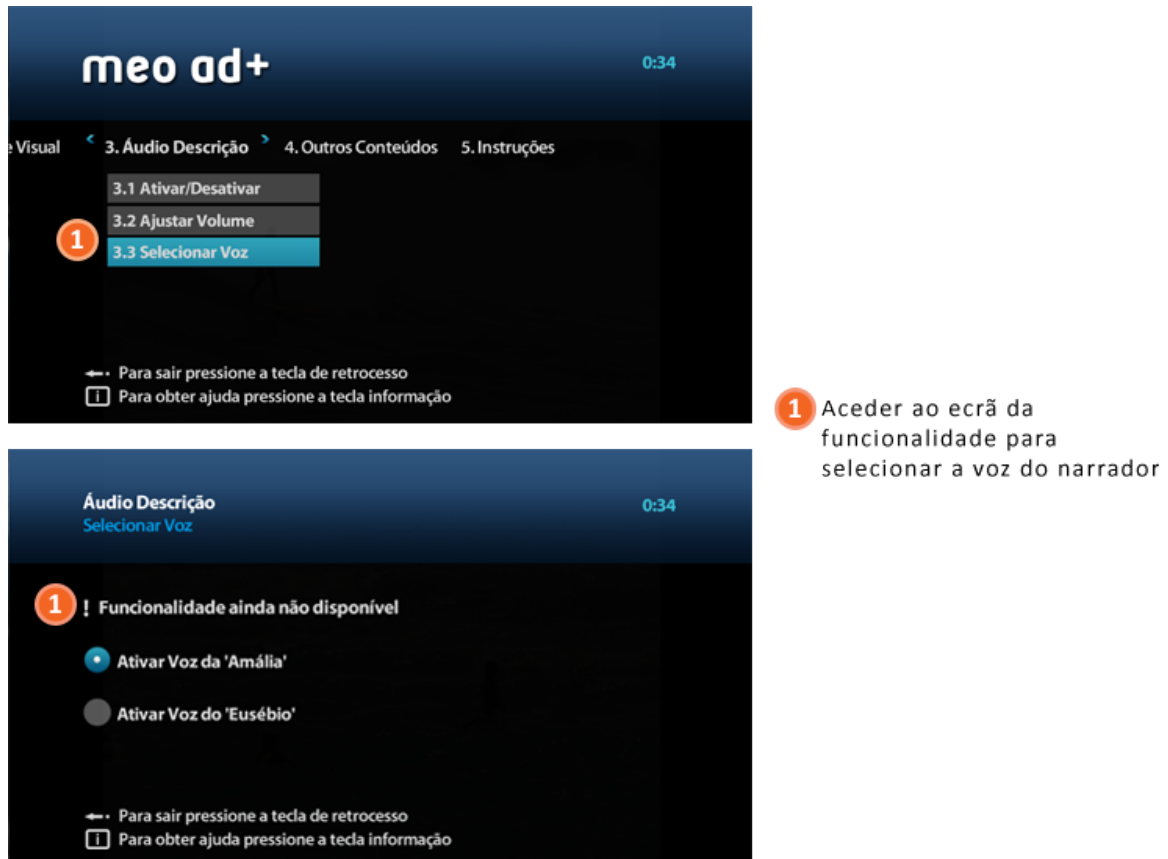 meo ad+
0:34
e Visual < 3. Áudio Descrição > 4. Outros Conteúdos 5. Instruções
3.1 Ativar/Desativar
3.2 Ajustar Volume
1
3.3 Selecionar Voz
Para sair pressione a tecla de retrocesso
i Para obter ajuda pressione a tecla informação
1 Aceder ao ecrã da
funcionalidade para
selecionar a voz do narrador
Áudio Descrição
Selecionar Voz
0:34
1 ! Funcionalidade ainda não disponível
Ativar Voz da 'Amália'
Ativar Voz do 'Eusébio'
Para sair pressione a tecla de retrocesso
i Para obter ajuda pressione a tecla informação